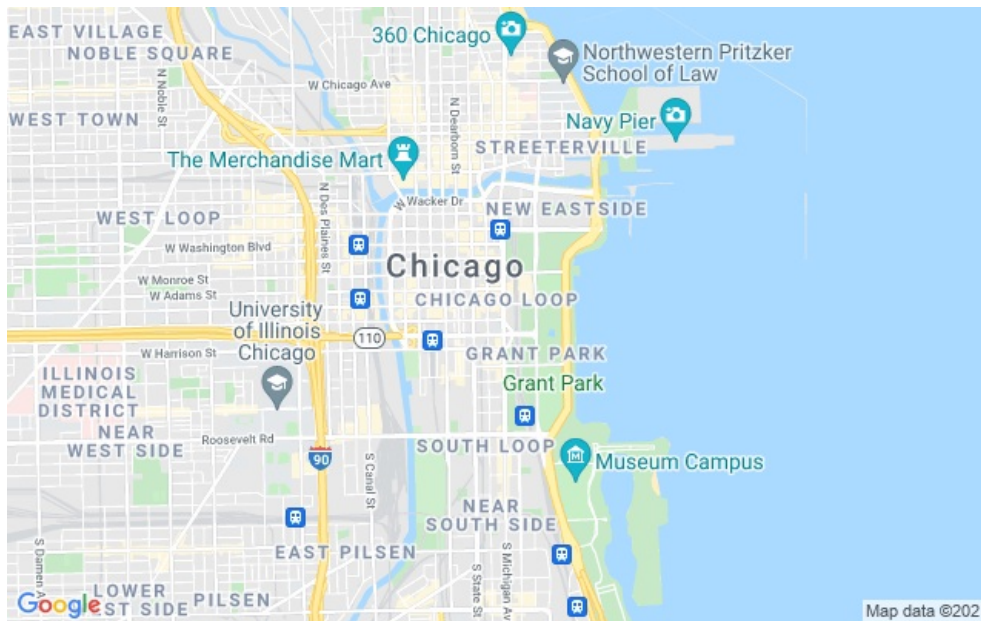 EAST VILLAGE
NOBLE SQUARE
360 Chicago
Northwestern Pritzker
School of Law
W Chicago Ave
N Noble St
N Dearborn St
WEST TOWN
Navy Pier
STREETERVILLE
The Merchandise Mart
N Des Plaines St
W Wacker Dr
NEW EASTSIDE
WEST LOOP
W Washington Blvd
Chicago
W Monroe St
W Adams St
CHICAGO LOOP
University
of Illinois
Chicago
110
W Harrison St
GRANT PARK
ILLINOIS
MEDICAL
DISTRICT
Grant Park
NEAR
WEST SIDE
Roosevelt Rd
SOUTH LOOP
90
S Canal St
M
Museum Campus
NEAR
SOUTH SIDE
S Damen A
EAST PILSEN
S State St
S Michigan Av
LOWER
EST SIDE
PILSEN
Google
Map data ©202